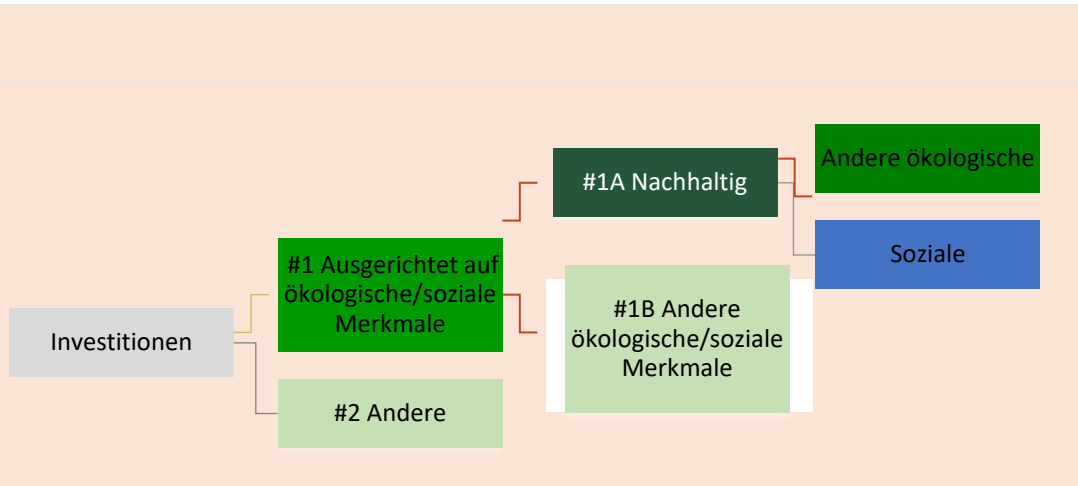 Investitionen
#1 Ausgerichtet auf
ökologische/soziale
Merkmale
#2 Andere
#1A Nachhaltig
#1B Andere
ökologische/soziale
Merkmale
Andere ökologische
Soziale